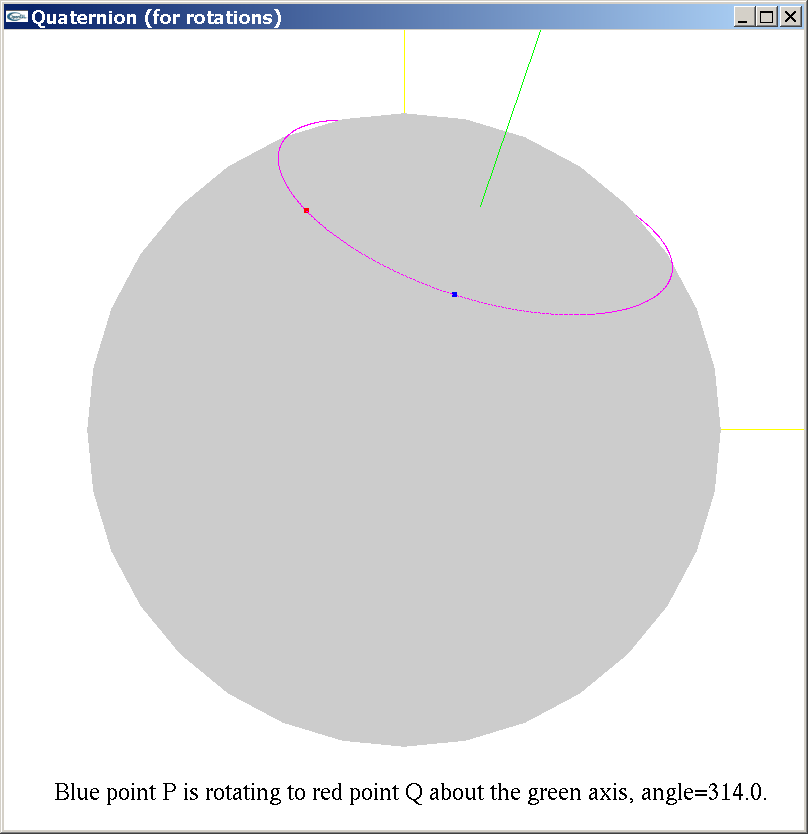 Quaternion (for rotations)
Blue point P is rotating to red point Q about the green axis, angle=314.0.